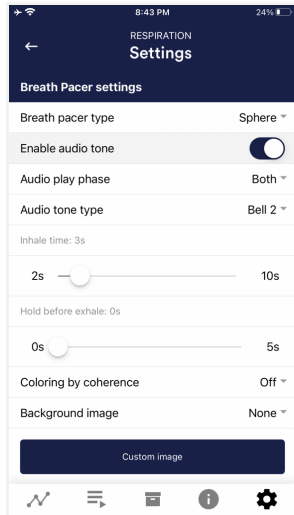 8:43 PM 24%
RESPIRATION
Settings
Breath Pacer settings
Breath pacer type Sphere
Enable audio tone
Audio play phase Both
Audio tone type Bell 2
Inhale time: 3s
2s 10s
Hold before exhale: 0s
0s 5s
Coloring by coherence Off
Background image None
Custom image